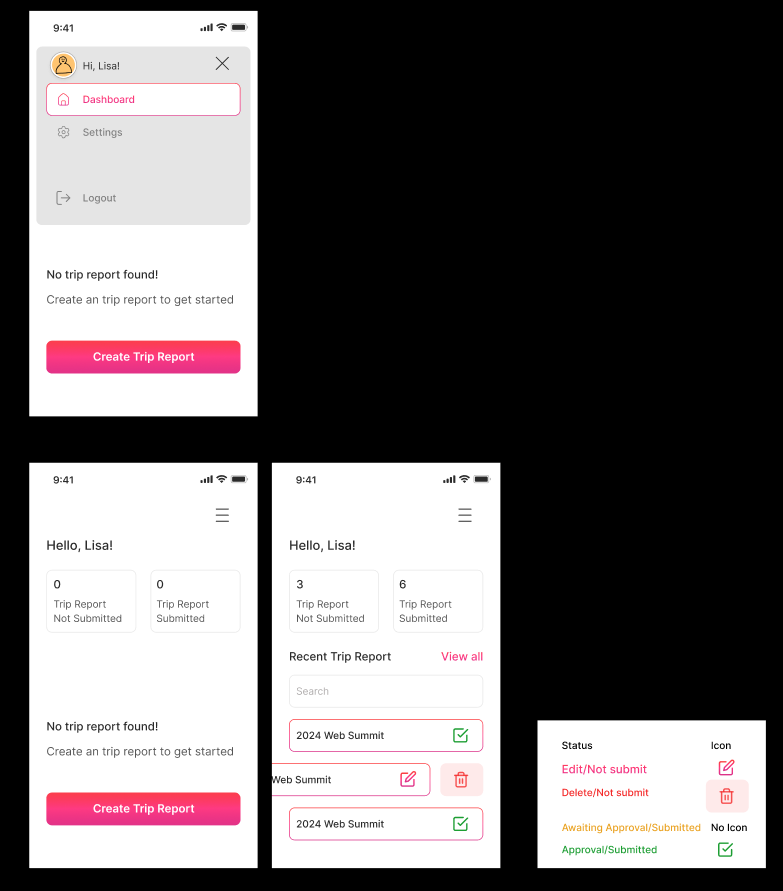 9:41
Hi, Lisa!
Dashboard
Settings
Logout
No trip report found!
Create an trip report to get started
Create Trip Report
9:41
Hello, Lisa!
0
Trip Report
Not Submitted
0
Trip Report
Submitted
No trip report found!
Create an trip report to get started
Create Trip Report
9:41
Hello, Lisa!
3
Trip Report
Not Submitted
6
Trip Report
Submitted
Recent Trip Report View all
Search
2024 Web Summit
Web Summit
2024 Web Summit
Status Icon
Edit/Not submit
Delete/Not submit
Awaiting Approval/Submitted No Icon
Approval/Submitted